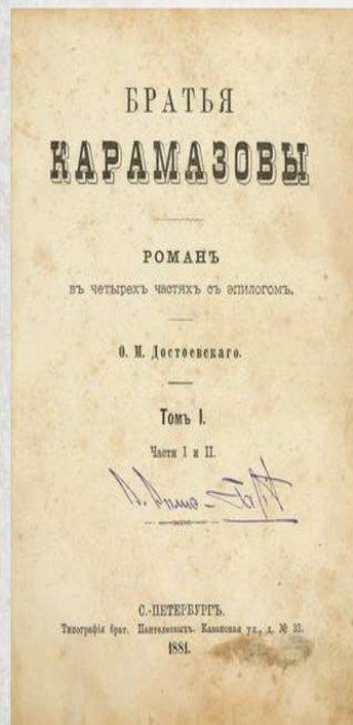 БРАТЬЯ
КАРАМАЗОВЫ
РОМАНЪ
въ четырехъ частяхъ съ эпилогомъ.
Ѳ. М. Достоевскаго.
Томъ I.
Части I и II.
С.-ПЕТЕРБУРГЪ.
Типографія брат. Пантелеевыхъ. Казанская ул., д. № 33.
1881.